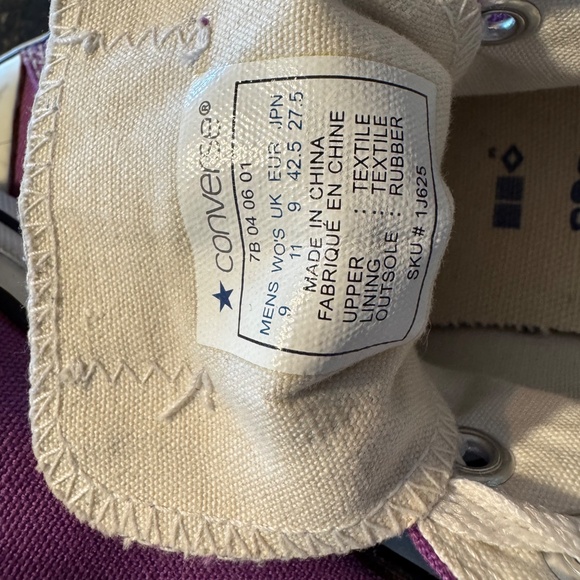 ★ converse®
7B 04 06 01
MENS WO'S UK EUR JPN
9 11 9 42.5 27.5
MADE IN CHINA
FABRIQUÉ EN CHINE
UPPER : TEXTILE
LINING : TEXTILE
OUTSOLE : RUBBER
SKU # 1J625